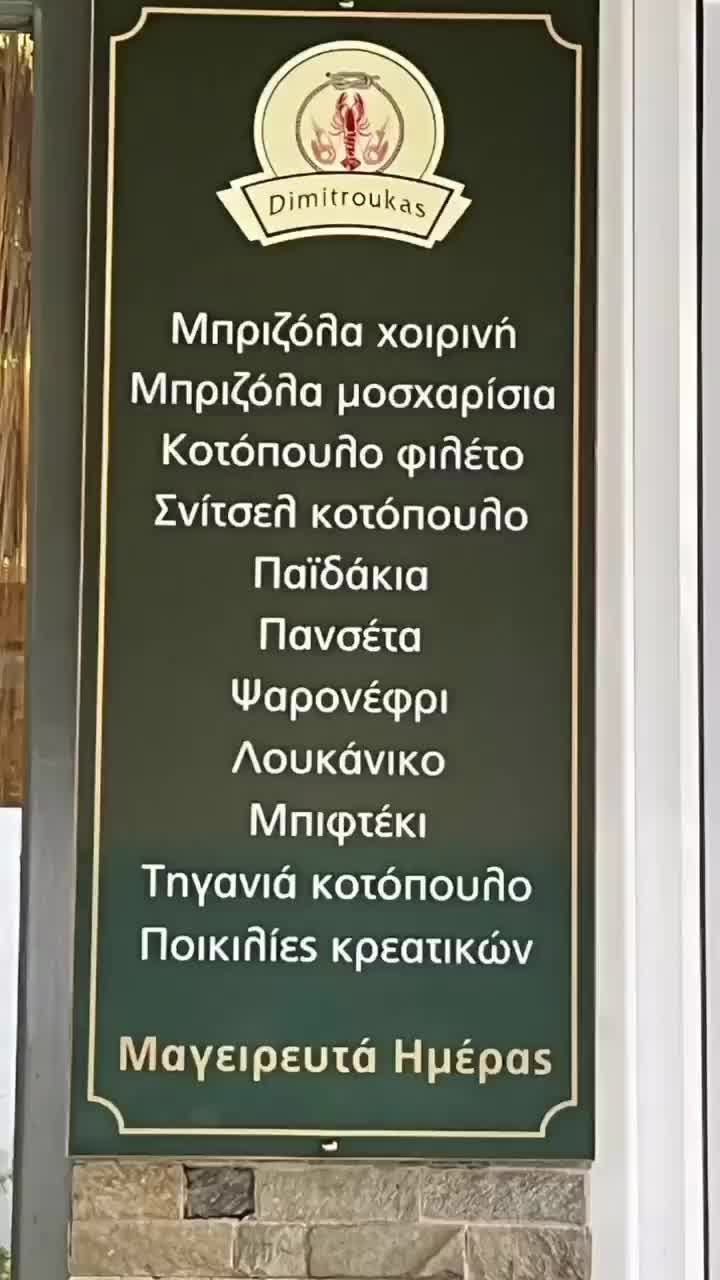 Dimitroukas
Μπριζόλα χοιρινή
Μπριζόλα μοσχαρίσια
Κοτόπουλο φιλέτο
Σνίτσελ κοτόπουλο
Παϊδάκια
Πανσέτα
Ψαρονέφρι
Λουκάνικο
Μπιφτέκι
Τηγανιά κοτόπουλο
Ποικιλίες κρεατικών
Μαγειρευτά Ημέρας